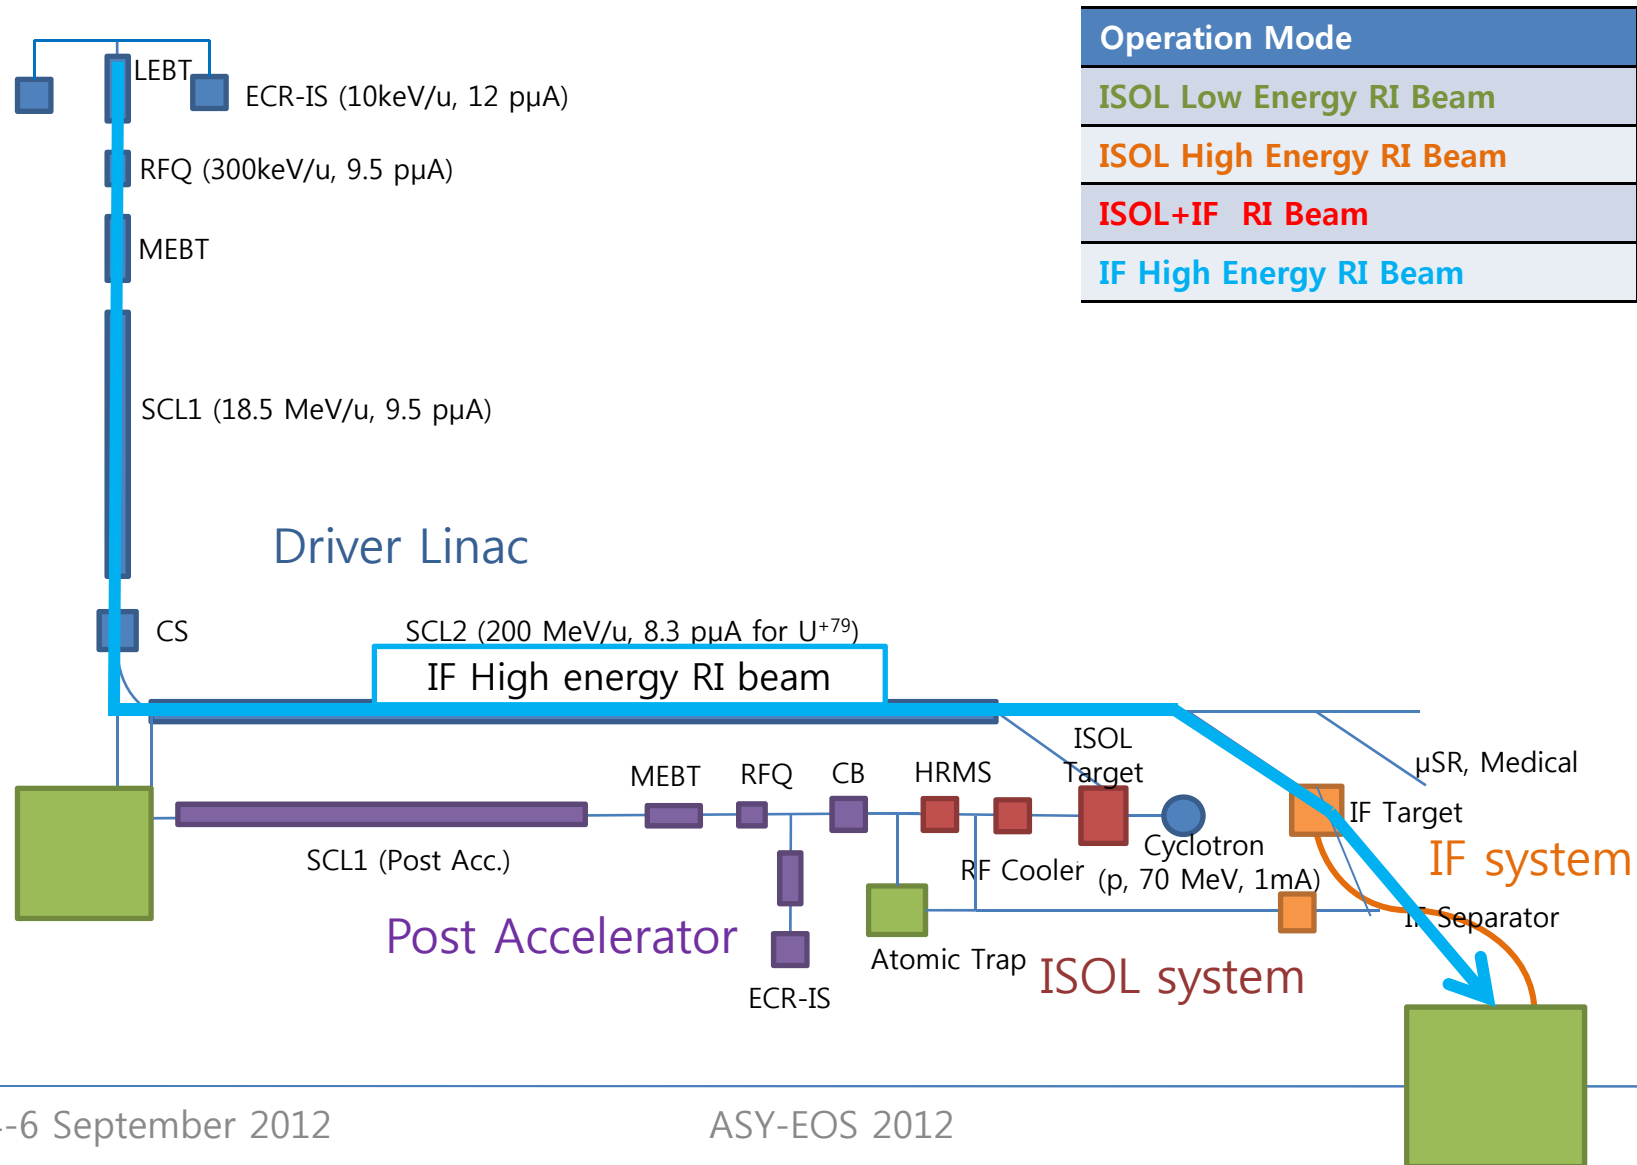 Operation Mode
ISOL Low Energy RI Beam
ISOL High Energy RI Beam
ISOL+IF RI Beam
IF High Energy RI Beam
LEBT
ECR-IS (10keV/u, 12 pμA)
RFQ (300keV/u, 9.5 pμA)
MEBT
SCL1 (18.5 MeV/u, 9.5 pμA)
Driver Linac
CS
SCL2 (200 MeV/u, 8.3 pμA for U+79)
IF High energy RI beam
ISOL
Target
μSR, Medical
MEBT
RFQ
CB
HRMS
IF Target
SCL1 (Post Acc.)
RF Cooler
Cyclotron
(p, 70 MeV, 1mA)
IF system
IF Separator
Post Accelerator
Atomic Trap
ISOL system
ECR-IS
-6 September 2012
ASY-EOS 2012